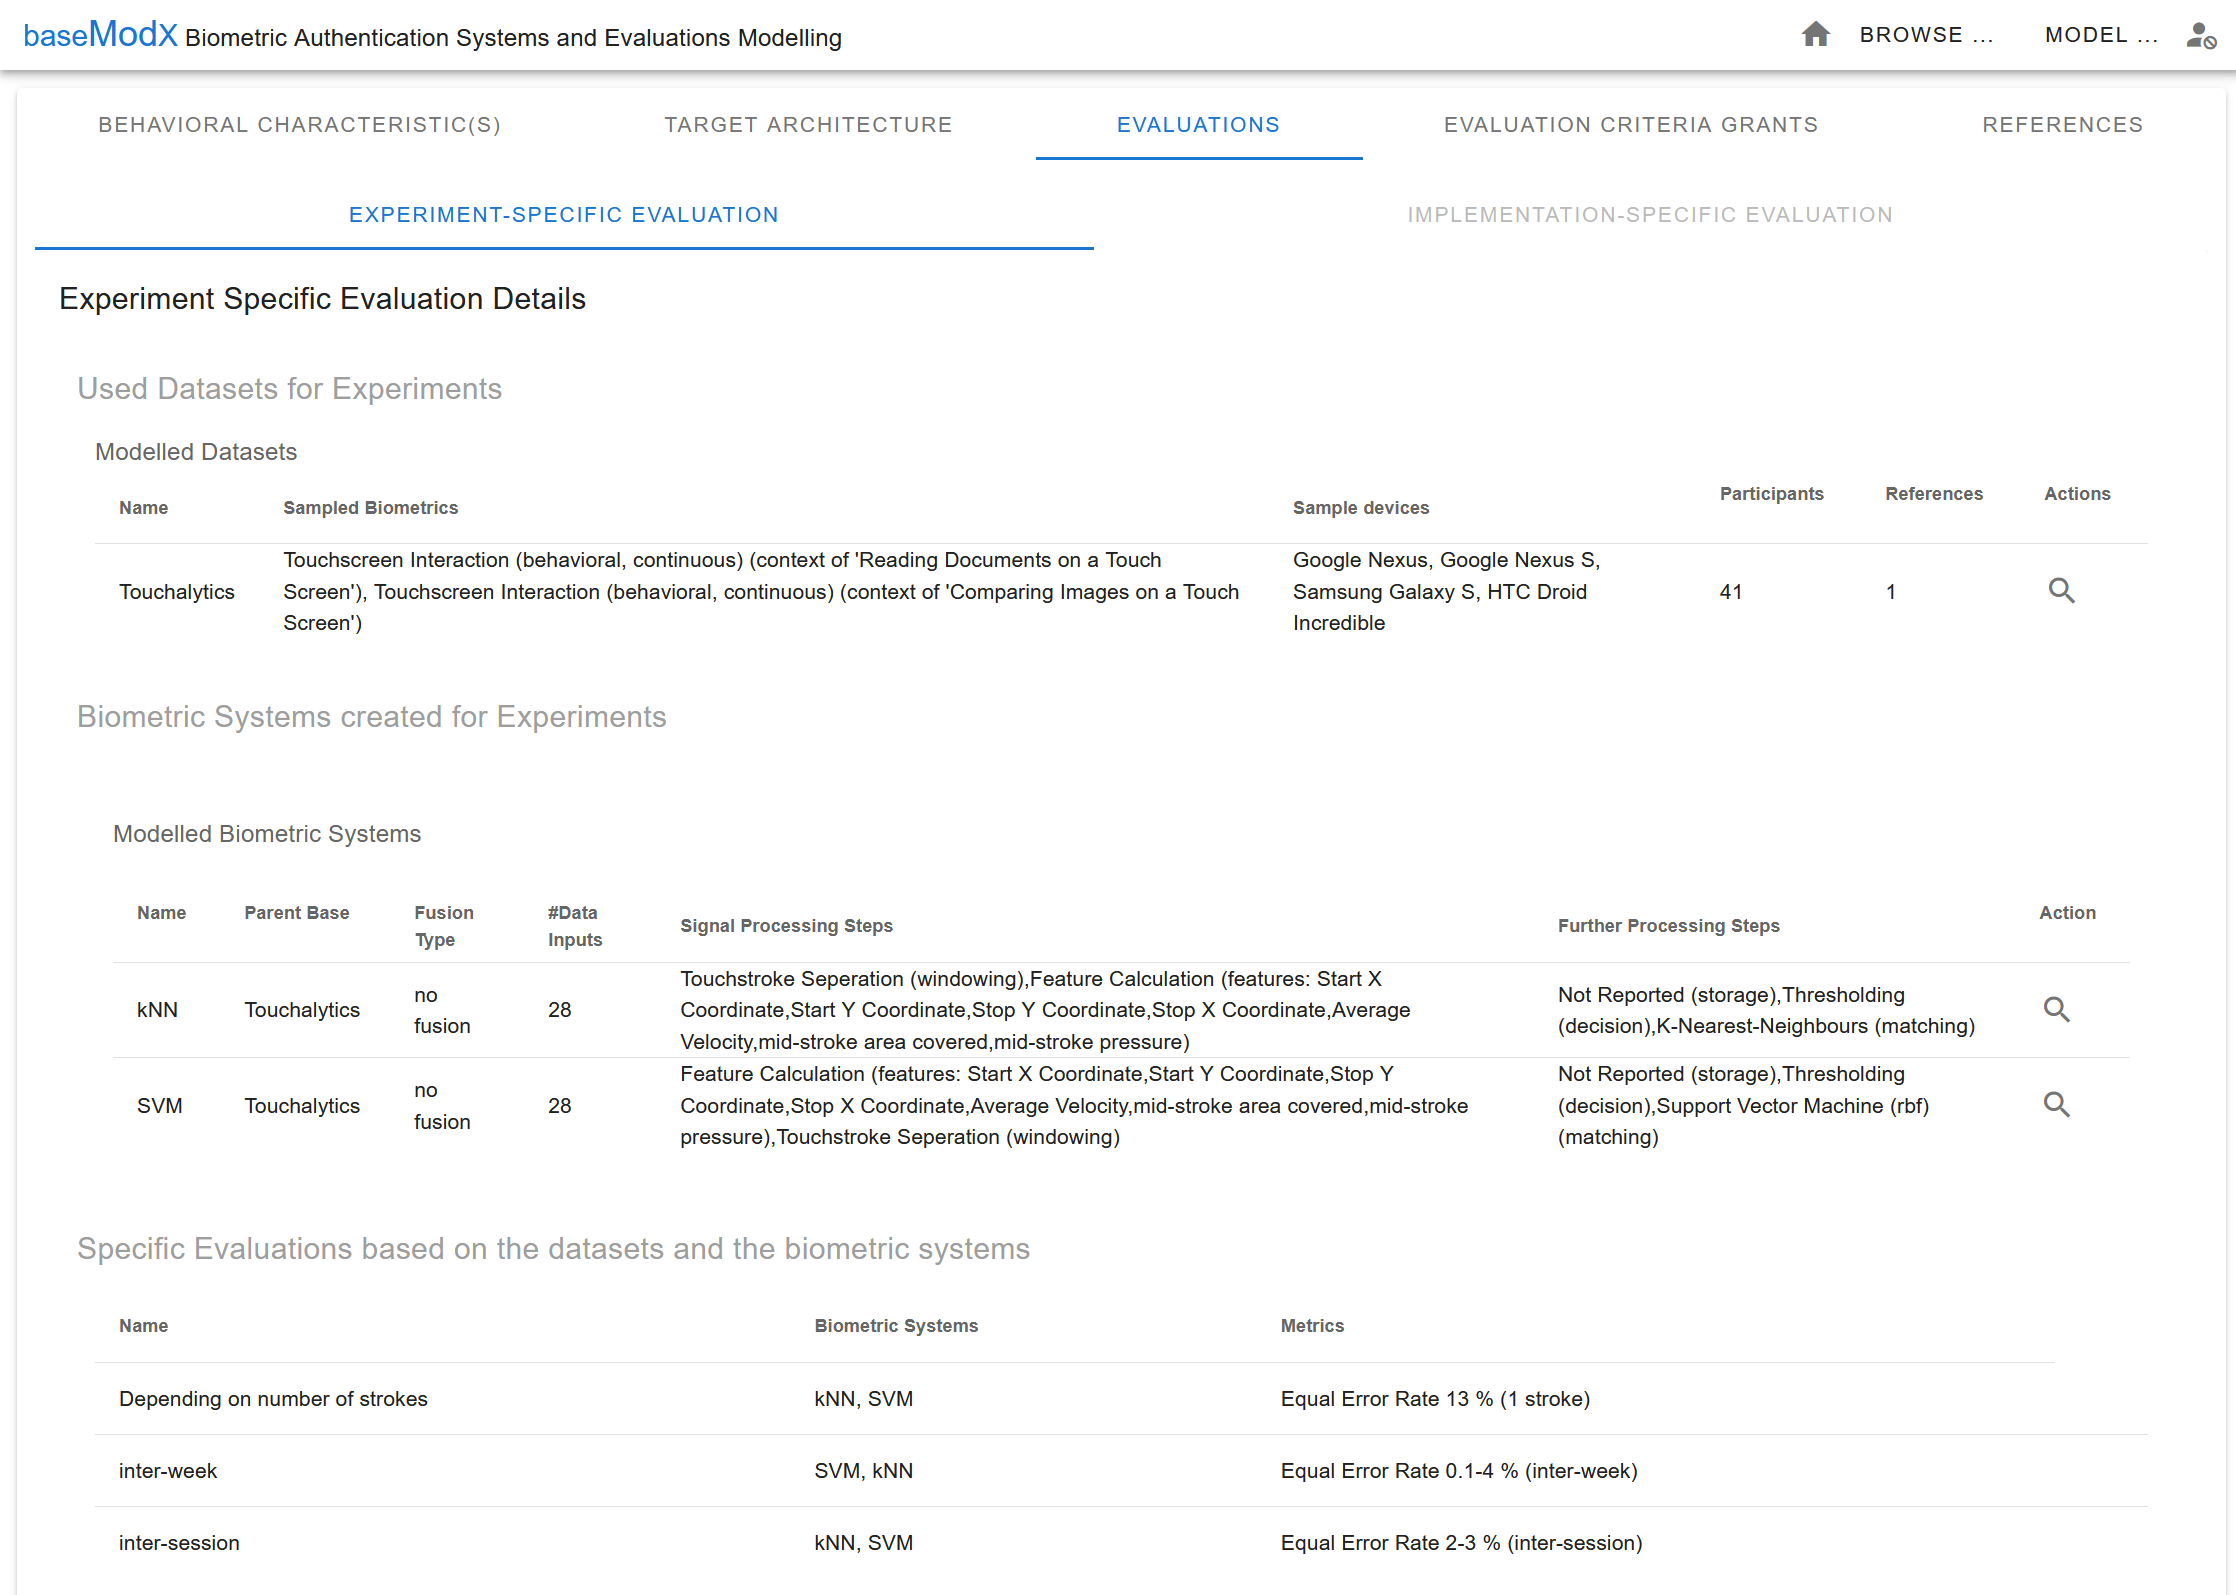 baseModX Biometric Authentication Systems and Evaluations Modelling
BROWSE ...
MODEL ...
BEHAVIORAL CHARACTERISTIC(S)
TARGET ARCHITECTURE
EVALUATIONS
EVALUATION CRITERIA GRANTS
REFERENCES
EXPERIMENT-SPECIFIC EVALUATION
IMPLEMENTATION-SPECIFIC EVALUATION
Experiment Specific Evaluation Details
Used Datasets for Experiments
Modelled Datasets
Name
Sampled Biometrics
Sample devices
Participants
References
Actions
Touchalytics
Touchscreen Interaction (behavioral, continuous) (context of 'Reading Documents on a Touch
Screen'), Touchscreen Interaction (behavioral, continuous) (context of 'Comparing Images on a Touch
Screen')
Google Nexus, Google Nexus S,
Samsung Galaxy S, HTC Droid
Incredible
41
1
Biometric Systems created for Experiments
Modelled Biometric Systems
Name
Parent Base
Fusion
Type
#Data
Inputs
Signal Processing Steps
Further Processing Steps
Action
kNN
Touchalytics
no
fusion
28
Touchstroke Seperation (windowing),Feature Calculation (features: Start X
Coordinate,Start Y Coordinate,Stop Y Coordinate,Stop X Coordinate,Average
Velocity,mid-stroke area covered,mid-stroke pressure)
Not Reported (storage),Thresholding
(decision),K-Nearest-Neighbours (matching)
SVM
Touchalytics
no
fusion
28
Feature Calculation (features: Start X Coordinate,Start Y Coordinate,Stop Y
Coordinate,Stop X Coordinate,Average Velocity,mid-stroke area covered,mid-stroke
pressure),Touchstroke Seperation (windowing)
Not Reported (storage),Thresholding
(decision),Support Vector Machine (rbf)
(matching)
Specific Evaluations based on the datasets and the biometric systems
Name
Biometric Systems
Metrics
Depending on number of strokes
kNN, SVM
Equal Error Rate 13 % (1 stroke)
inter-week
SVM, kNN
Equal Error Rate 0.1-4 % (inter-week)
inter-session
kNN, SVM
Equal Error Rate 2-3 % (inter-session)